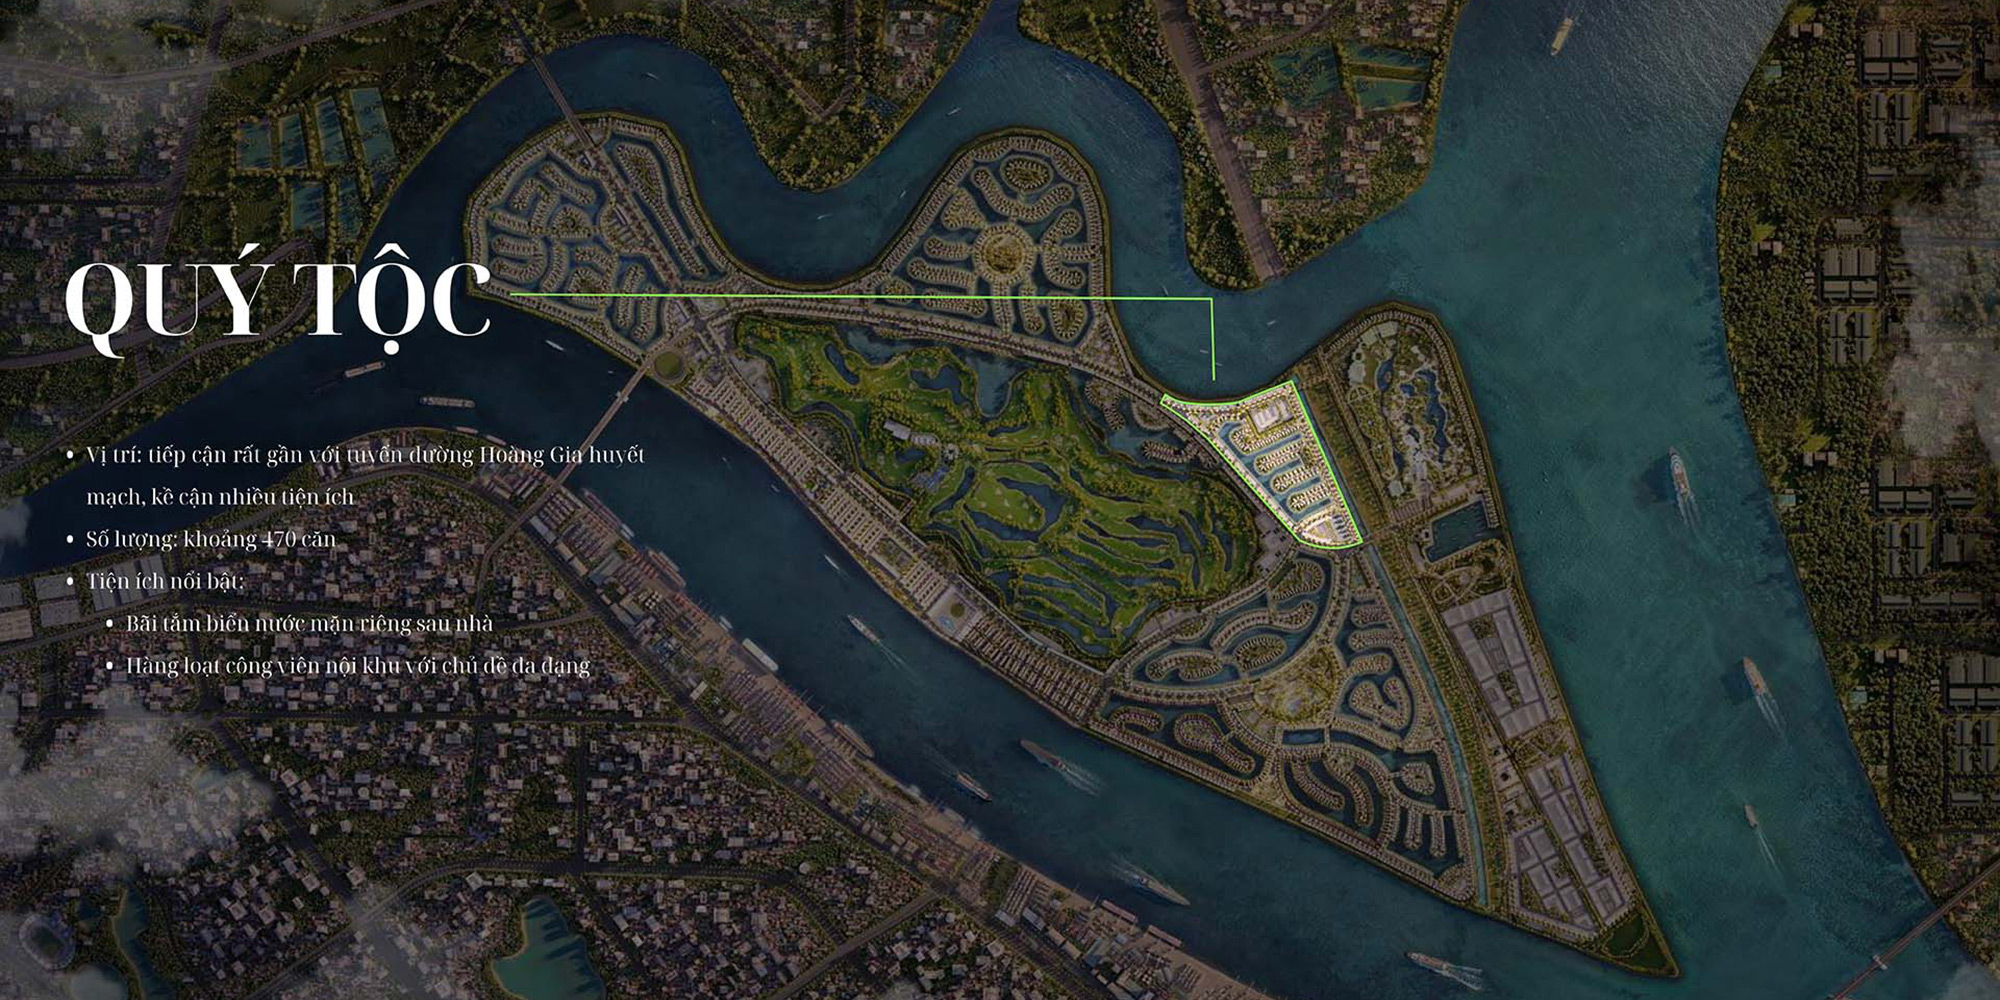 QUÝ TỘC
• Vị trí: tiếp cận rất gần với tuyến đường Hoàng Gia huyết
mạch, kề cận nhiều tiện ích
• Số lượng: khoảng 470 căn
• Tiện ích nổi bật:
• Bãi tắm biển nước mặn riêng sau nhà
• Hàng loạt công viên nội khu với chủ đề đa dạng